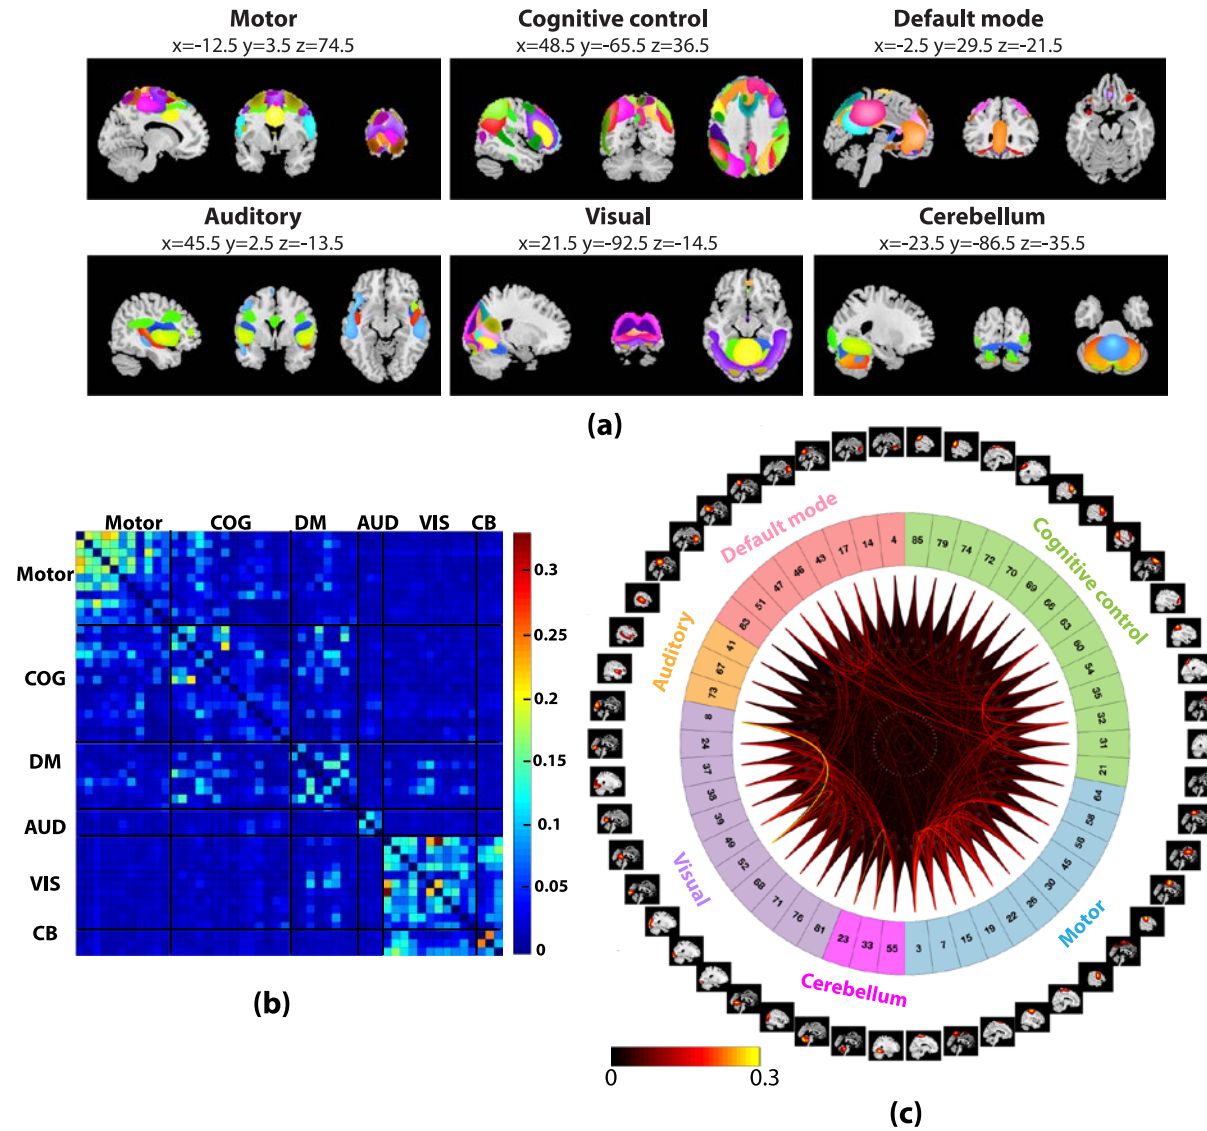 Motor
x=-12.5 y=3.5 z=74.5
Cognitive control
x=48.5 y=-65.5 z=36.5
Default mode
x=-2.5 y=29.5 z=-21.5
Auditory
x=45.5 y=2.5 z=-13.5
Visual
x=21.5 y=-92.5 z=-14.5
Cerebellum
x=-23.5 y=-86.5 z=-35.5
(a)
Motor COG DM AUD VIS CB
Motor
COG
DM
AUD
VIS
CB
0.3
0.25
0.2
0.15
0.1
0.05
0
(b)
Default mode
Cognitive control
Motor
Cerebellum
Visual
Auditory
85 79 74 72 70 69 66 63 60 54 35 32 31 21
64 58 56 45 30 26 22 19 15 7 3
55 33 23
81 76 71 68 52 49 39 38 37 24 8
73 67 41
83 51 47 46 43 17 14 4
0 0.3
(c)